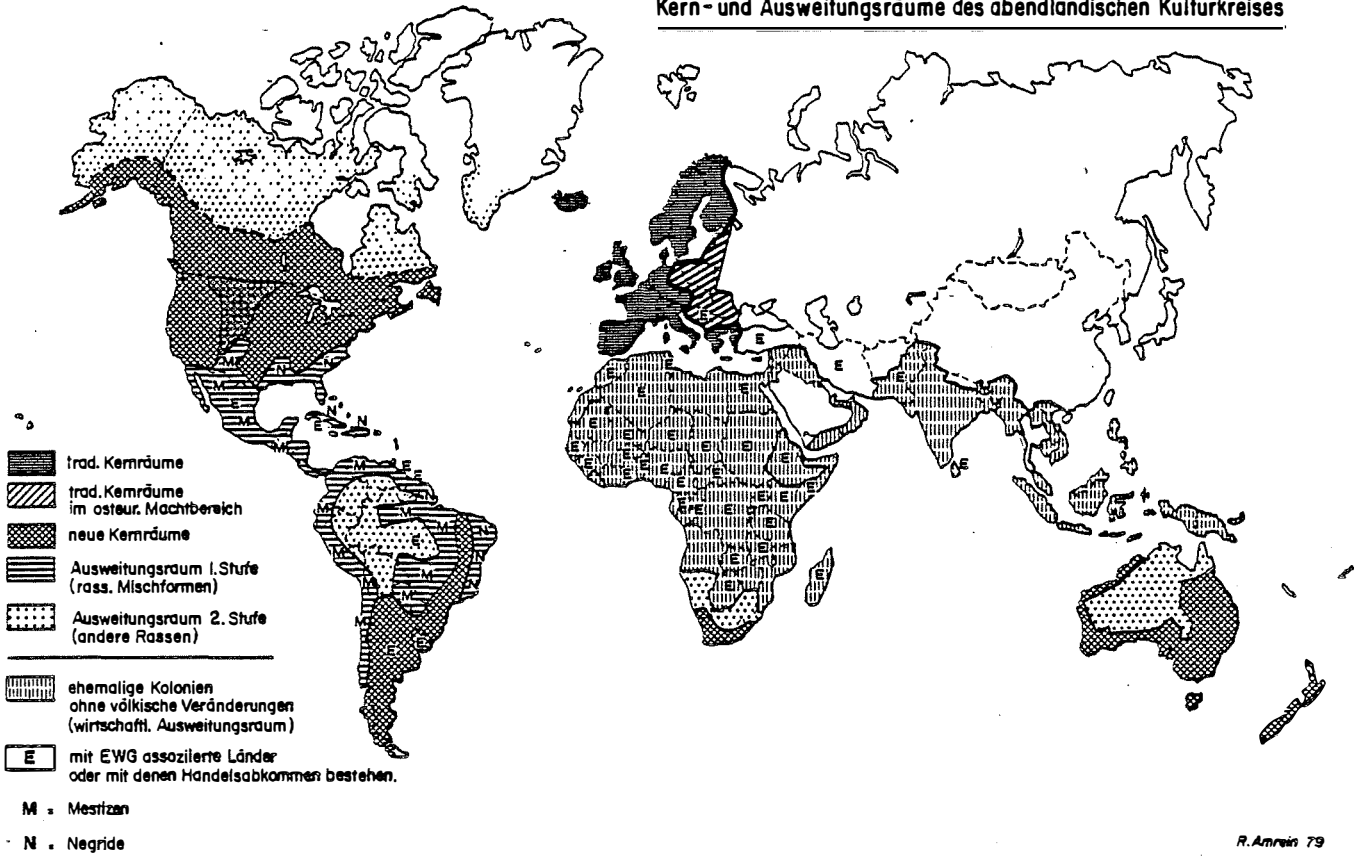 Kern- und Ausweitungsräume des abendländischen Kulturkreises
trad. Kernräume
trad. Kernräume
im osteur. Machtbereich
neue Kernräume
Ausweitungsraum 1. Stufe
(rass. Mischformen)
Ausweitungsraum 2. Stufe
(andere Rassen)
ehemalige Kolonien
ohne völkische Veränderungen
(wirtschaftl. Ausweitungsraum)
E mit EWG assoziierte Länder
oder mit denen Handelsabkommen bestehen.
M = Mestizen
N = Negride
R. Amrein 79